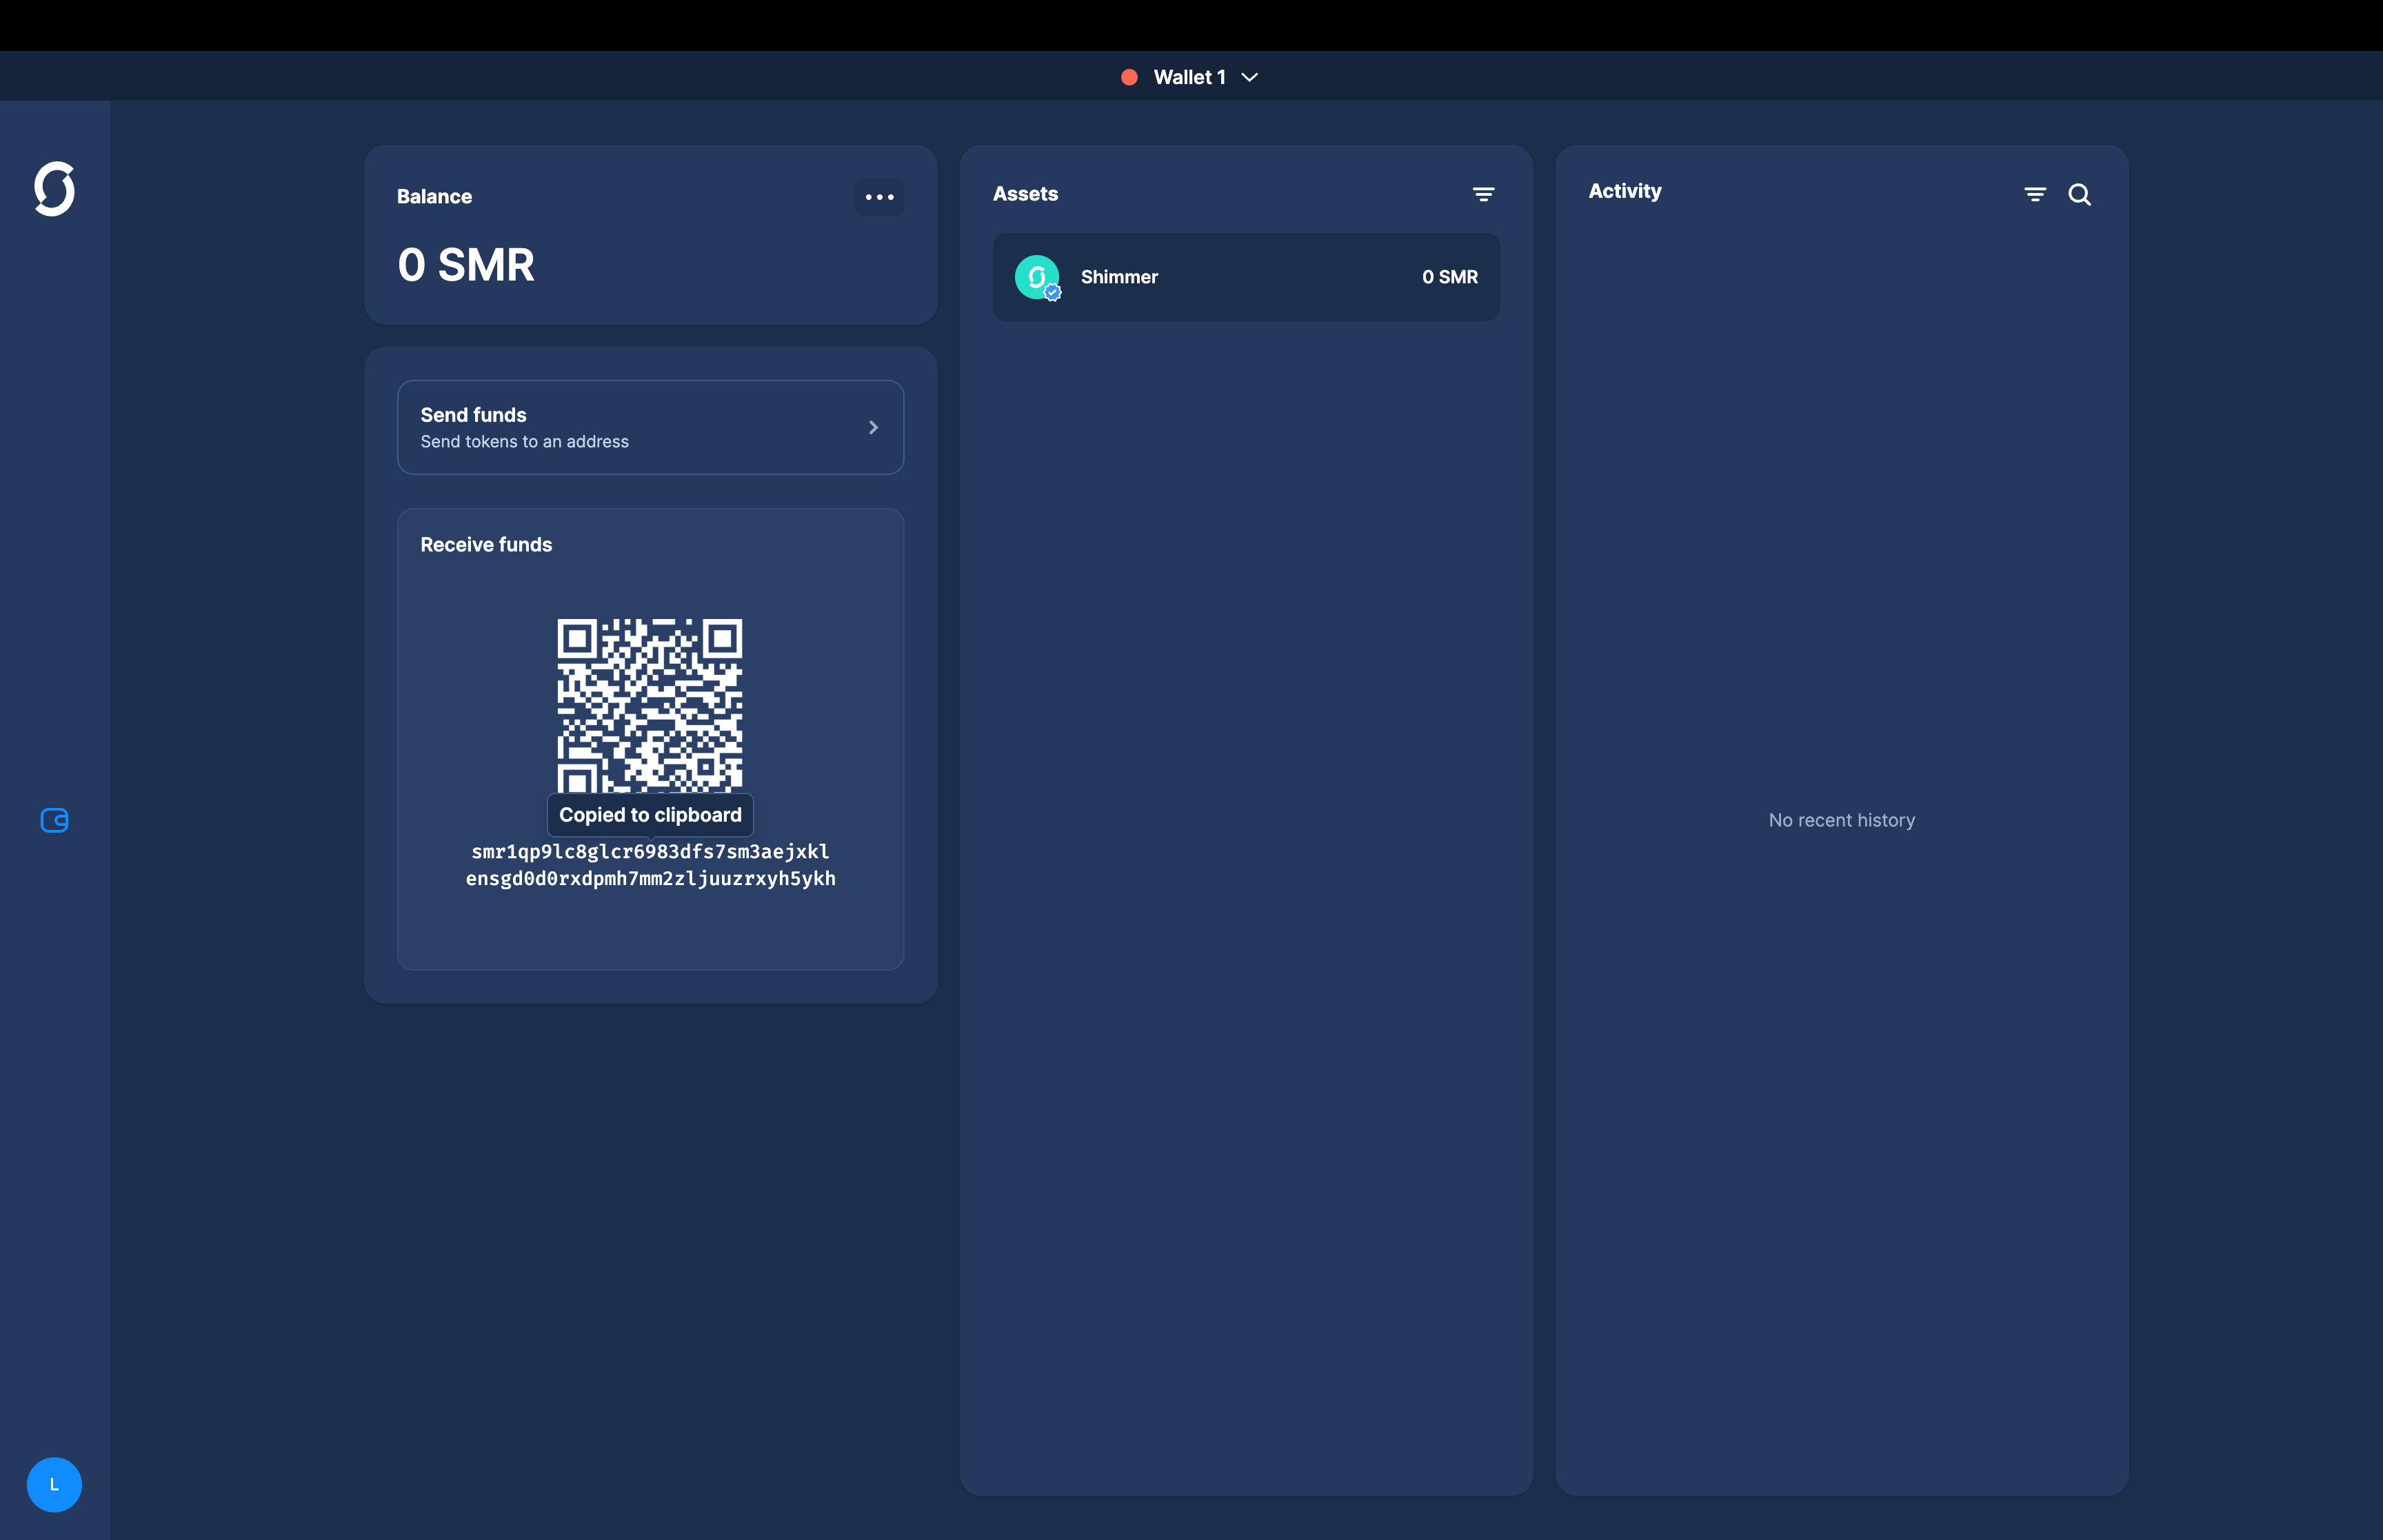 Wallet 1
Balance
0 SMR
Send funds
Send tokens to an address
Receive funds
Copied to clipboard
smr1qp9lc8glcr6983dfs7sm3aejxkl
ensgd0d0rxdpmh7mm2zljuuzrxyh5ykh
Assets
Shimmer
0 SMR
Activity
No recent history
L